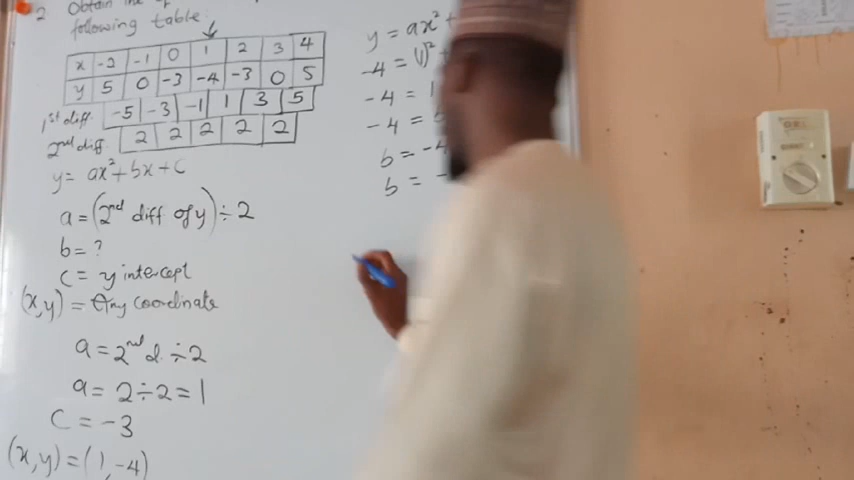 2 Obtain the
following table
x -2 -1 0 1 2 3 4
y 5 0 -3 -4 -3 0 5
1st diff. -5 -3 -1 1 3 5
2nd diff. 2 2 2 2 2
y = ax² + bx + c
a = (2nd diff of y) ÷ 2
b = ?
c = y intercept
(x, y) = Any coordinate
a = 2nd d. ÷ 2
a = 2 ÷ 2 = 1
C = -3
(x, y) = (1, -4)
y = ax² +
-4 = (1)² +
-4 = 1
-4 =
b = -4
b = -